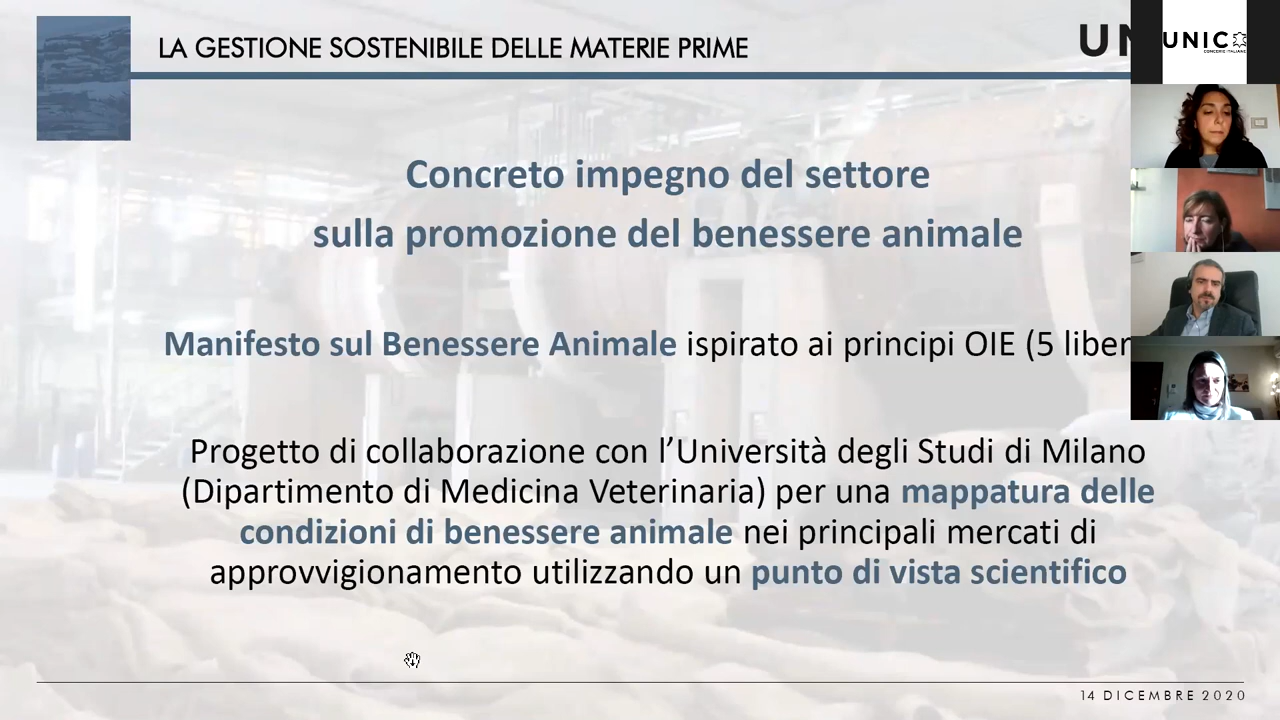 LA GESTIONE SOSTENIBILE DELLE MATERIE PRIME
UN
UNIC
CONCERIE ITALIANE
Concreto impegno del settore
sulla promozione del benessere animale
Manifesto sul Benessere Animale ispirato ai principi OIE (5 liber
Progetto di collaborazione con l’Università degli Studi di Milano
(Dipartimento di Medicina Veterinaria) per una mappatura delle
condizioni di benessere animale nei principali mercati di
approvvigionamento utilizzando un punto di vista scientifico
14 DICEMBRE 2020